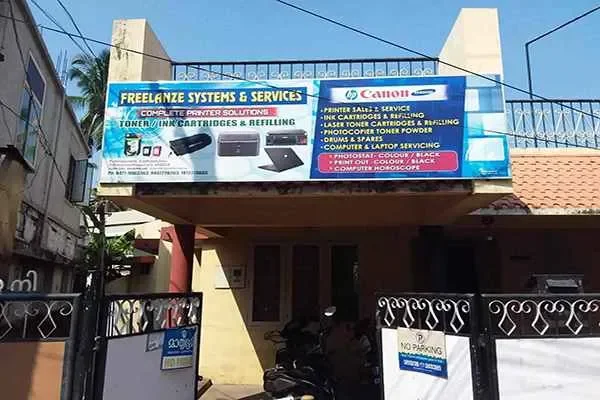 FREELANZE SYSTEMS & SERVICES
COMPLETE PRINTER SOLUTIONS
TONER / INK CARTRIDGES & REFILLING
hp Canon SAMSUNG
•PRINTER SALES & SERVICE
•INK CARTRIDGES & REFILLING
•LASER TONER CARTRIDGES & REFILLING
•PHOTOCOPIER TONER POWDER
•DRUMS & SPARES
•COMPUTER & LAPTOP SERVICING
•PHOTOSTAT - COLOUR / BLACK
•PRINT OUT - COLOUR / BLACK
•COMPUTER HOROSCOPE
NO PARKING